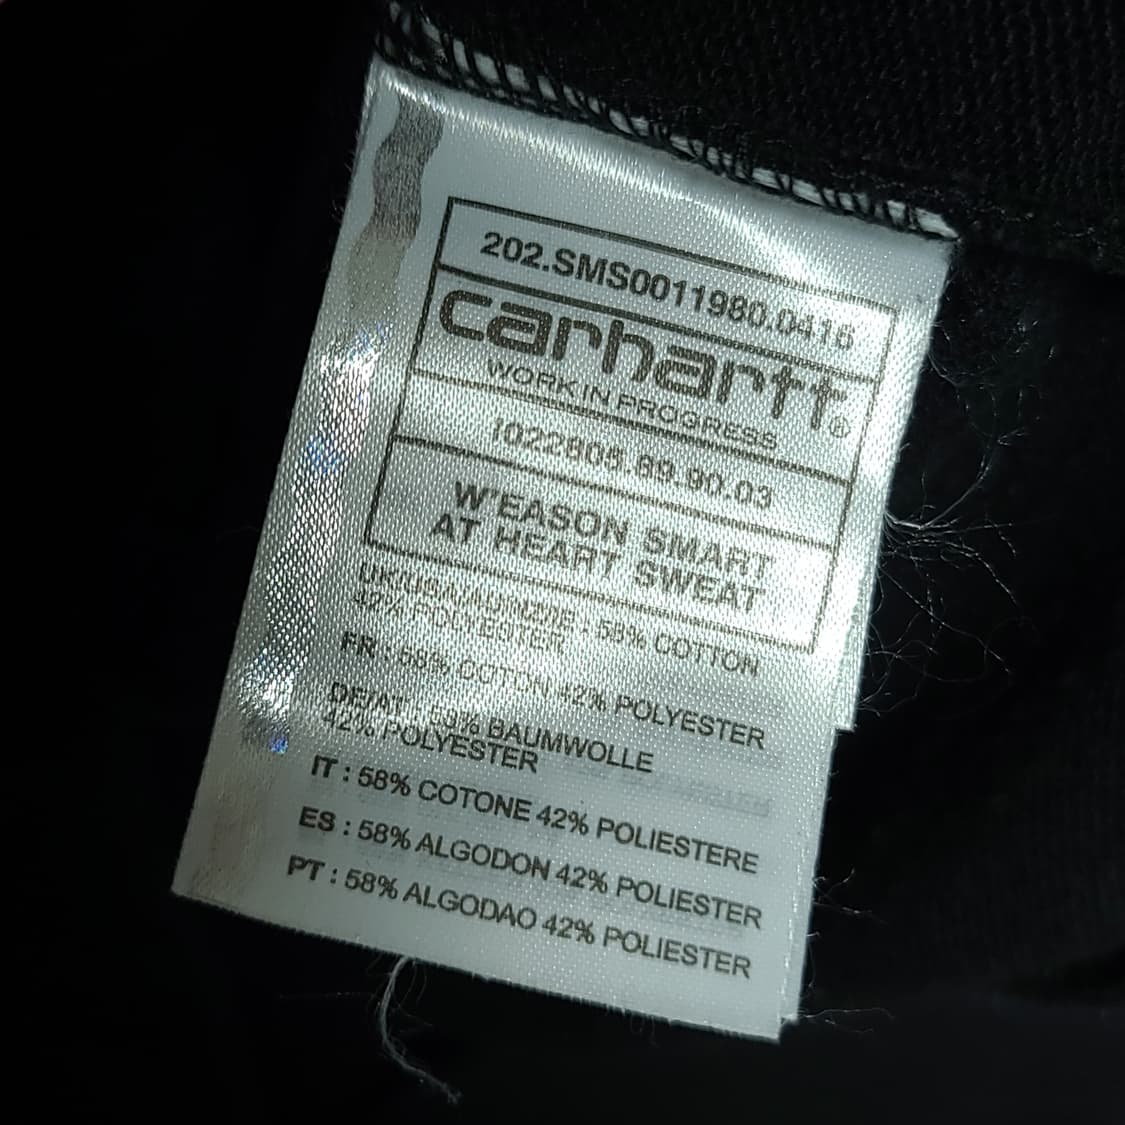 202.SMS0011980.0416
carhartt®
WORK IN PROGRESS
1022805.89.90.03
W'EASON SMART
AT HEART SWEAT
UK/USA/AU/NZ/IE : 58% COTTON
42% POLYESTER
FR : 58% COTON 42% POLYESTER
DE/AT : 58% BAUMWOLLE
42% POLYESTER
IT : 58% COTONE 42% POLIESTERE
ES : 58% ALGODON 42% POLIESTER
PT : 58% ALGODAO 42% POLIESTER